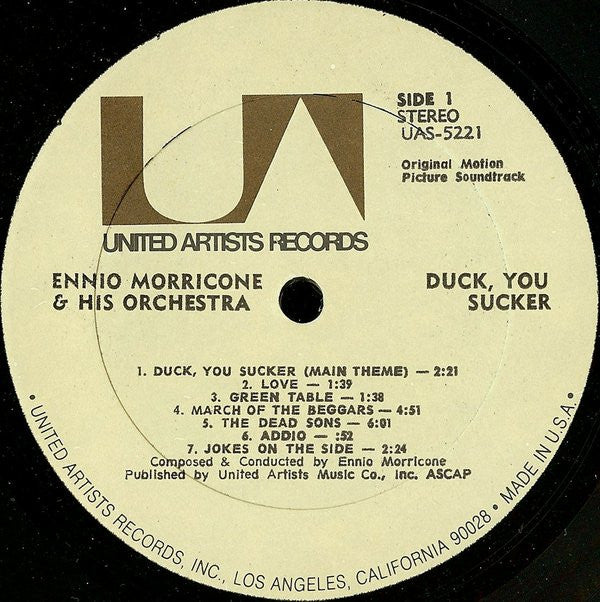 SIDE 1
STEREO
UAS-5221
Original Motion
Picture Soundtrack
UA
UNITED ARTISTS RECORDS
ENNIO MORRICONE
& HIS ORCHESTRA
DUCK, YOU
SUCKER
1. DUCK, YOU SUCKER (MAIN THEME) — 2:21
2. LOVE — 1:39
3. GREEN TABLE — 1:38
4. MARCH OF THE BEGGARS — 4:51
5. THE DEAD SONS — 6:01
6. ADDIO — :52
7. JOKES ON THE SIDE — 2:24
Composed & Conducted by Ennio Morricone
Published by United Artists Music Co., Inc. ASCAP
• UNITED ARTISTS RECORDS, INC., LOS ANGELES, CALIFORNIA 90028 • MADE IN U.S.A. •